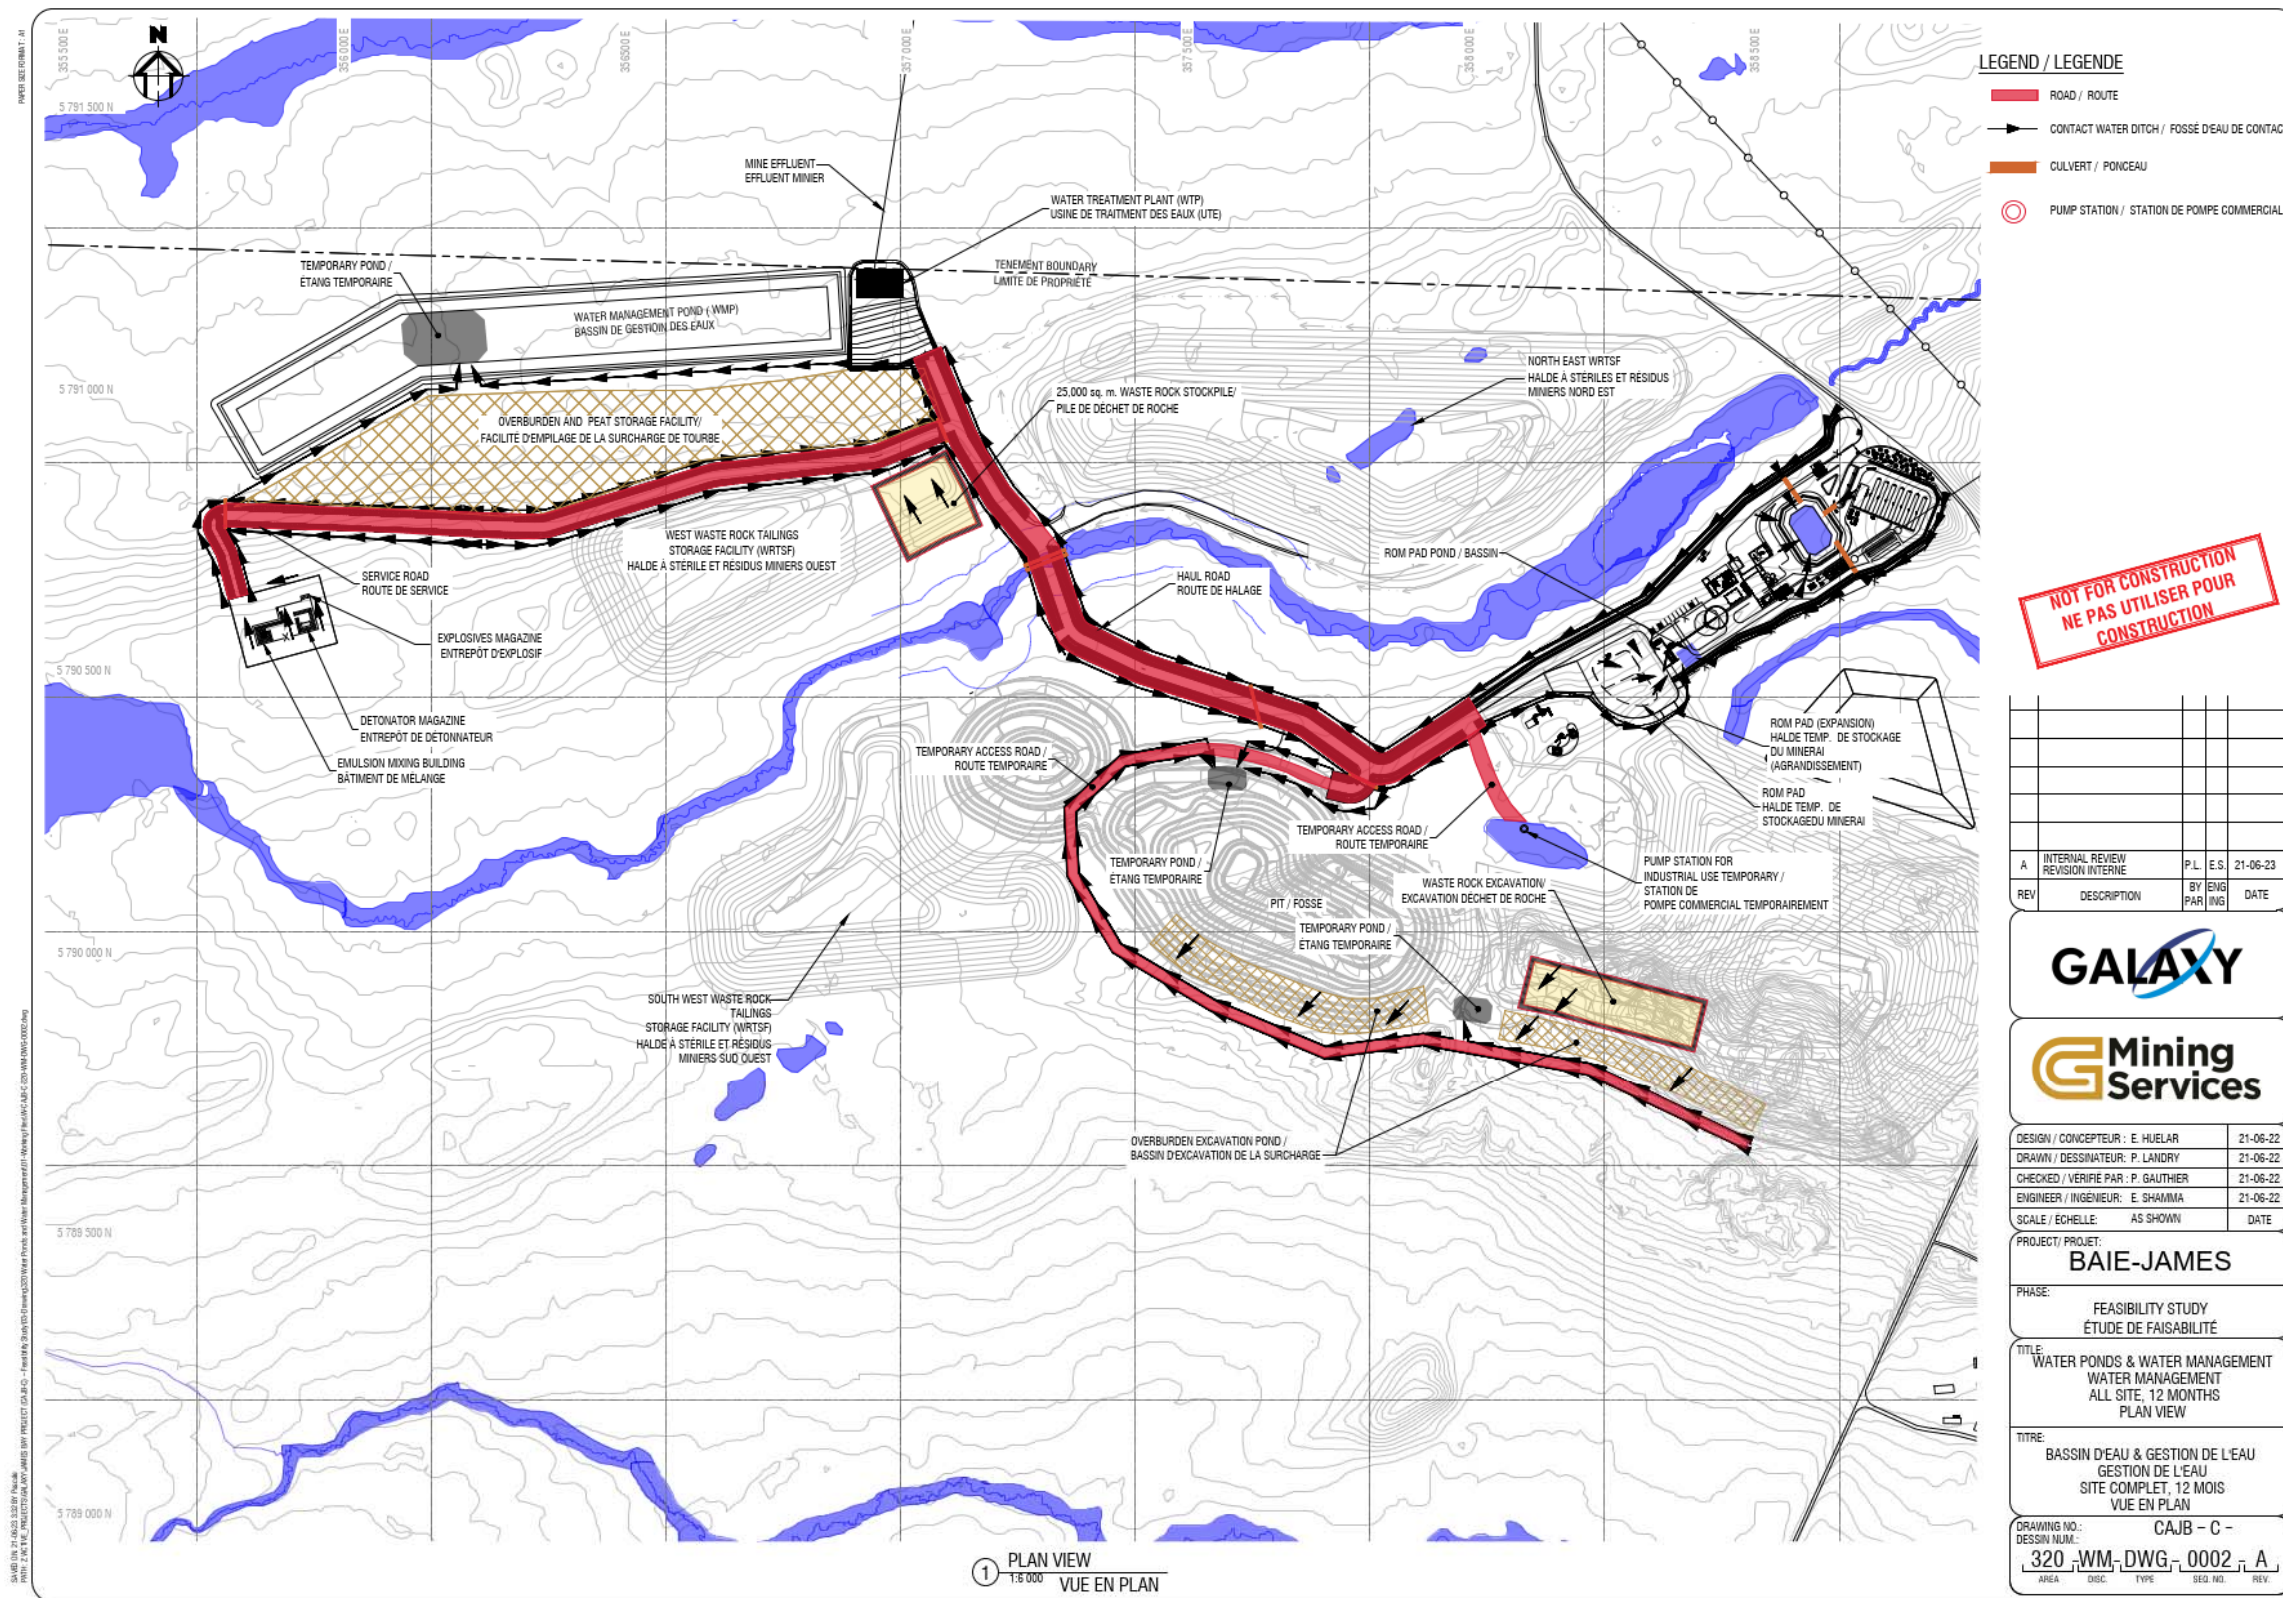 PAPER SIZE FORMAT : A1
N
355 500 E
356 000 E
356500 E
357 000 E
357 500 E
358 000 E
358 500 E
5 791 500 N
5 791 000 N
5 790 500 N
5 790 000 N
5 789 500 N
5 789 000 N
MINE EFFLUENT
EFFLUENT MINIER
WATER TREATMENT PLANT (WTP)
USINE DE TRAITMENT DES EAUX (UTE)
TEMPORARY POND /
ÉTANG TEMPORAIRE
WATER MANAGEMENT POND ( WMP)
BASSIN DE GESTIOIN DES EAUX
TENEMENT BOUNDARY
LIMITE DE PROPRIÉTÉ
NORTH EAST WRTSF
HALDE À STÉRILES ET RÉSIDUS
MINIERS NORD EST
25,000 sq. m. WASTE ROCK STOCKPILE/
PILE DE DÉCHET DE ROCHE
OVERBURDEN AND PEAT STORAGE FACILITY/
FACILITÉ D'EMPILAGE DE LA SURCHARGE DE TOURBE
WEST WASTE ROCK TAILINGS
STORAGE FACILITY (WRTSF)
HALDE À STÉRILE ET RÉSIDUS MINIERS OUEST
SERVICE ROAD
ROUTE DE SERVICE
EXPLOSIVES MAGAZINE
ENTREPÔT D'EXPLOSIF
DETONATOR MAGAZINE
ENTREPÔT DE DÉTONNATEUR
EMULSION MIXING BUILDING
BÂTIMENT DE MÉLANGE
HAUL ROAD
ROUTE DE HALAGE
ROM PAD POND / BASSIN
ROM PAD (EXPANSION)
HALDE TEMP. DE STOCKAGE
DU MINERAI
(AGRANDISSEMENT)
ROM PAD
HALDE TEMP. DE
STOCKAGEDU MINERAI
TEMPORARY ACCESS ROAD /
ROUTE TEMPORAIRE
TEMPORARY ACCESS ROAD /
ROUTE TEMPORAIRE
TEMPORARY POND /
ÉTANG TEMPORAIRE
PUMP STATION FOR
INDUSTRIAL USE TEMPORARY /
STATION DE
POMPE COMMERCIAL TEMPORAIREMENT
WASTE ROCK EXCAVATION/
EXCAVATION DÉCHET DE ROCHE
PIT / FOSSE
TEMPORARY POND /
ÉTANG TEMPORAIRE
SOUTH WEST WASTE ROCK
TAILINGS
STORAGE FACILITY (WRTSF)
HALDE À STÉRILE ET RÉSIDUS
MINIERS SUD OUEST
OVERBURDEN EXCAVATION POND /
BASSIN D'EXCAVATION DE LA SURCHARGE
1 PLAN VIEW
1:6 000 VUE EN PLAN
LEGEND / LEGENDE
ROAD / ROUTE
CONTACT WATER DITCH / FOSSÉ D'EAU DE CONTAC
CULVERT / PONCEAU
PUMP STATION / STATION DE POMPE COMMERCIAL
NOT FOR CONSTRUCTION
NE PAS UTILISER POUR
CONSTRUCTION
A INTERNAL REVIEW P.L. E.S. 21-06-23
REVISION INTERNE
REV DESCRIPTION BY ENG DATE
PAR ING
GALAXY
G Mining
Services
DESIGN / CONCEPTEUR : E. HUELAR 21-06-22
DRAWN / DESSINATEUR: P. LANDRY 21-06-22
CHECKED / VÉRIFIÉ PAR : P. GAUTHIER 21-06-22
ENGINEER / INGÉNIEUR: E. SHAMMA 21-06-22
SCALE / ÉCHELLE: AS SHOWN DATE
PROJECT/ PROJET:
BAIE-JAMES
PHASE:
FEASIBILITY STUDY
ÉTUDE DE FAISABILITÉ
TITLE:
WATER PONDS & WATER MANAGEMENT
WATER MANAGEMENT
ALL SITE, 12 MONTHS
PLAN VIEW
TITRE:
BASSIN D'EAU & GESTION DE L'EAU
GESTION DE L'EAU
SITE COMPLET, 12 MOIS
VUE EN PLAN
DRAWING NO.: CAJB – C –
DESSIN NUM.:
320 -WM- DWG - 0002 - A
AREA DISC. TYPE SEQ. NO. REV.